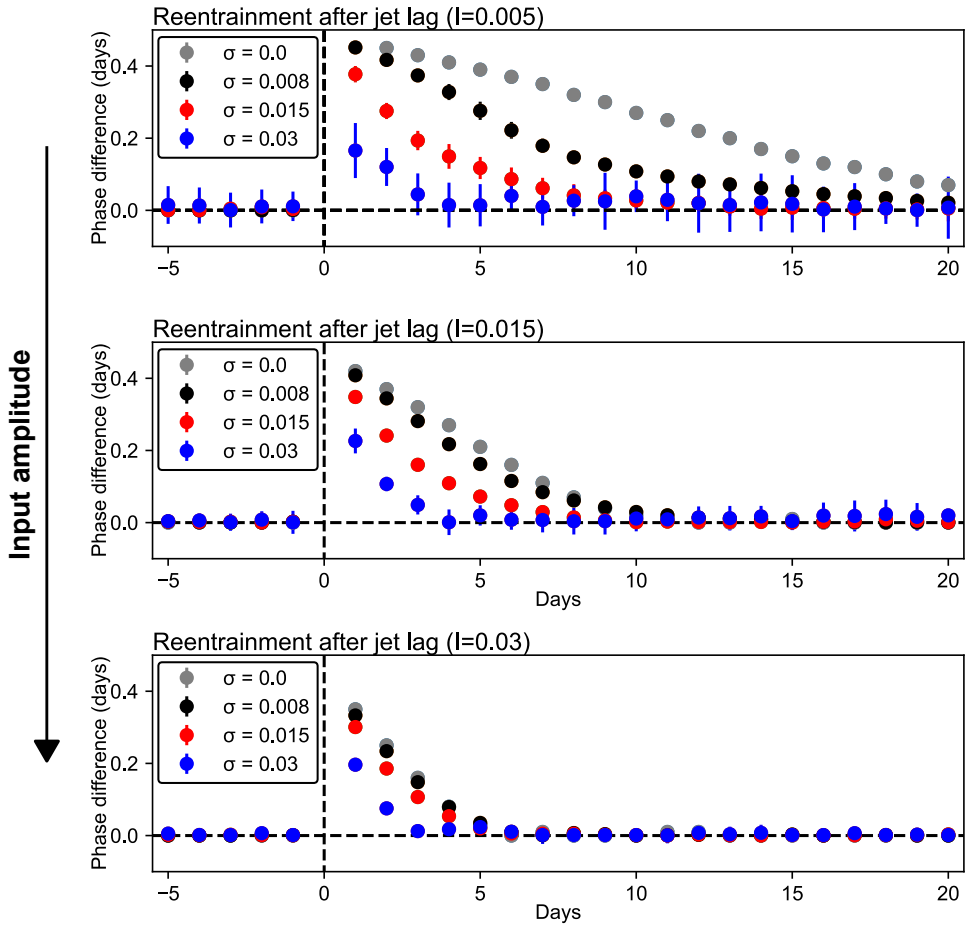 Reentrainment after jet lag (I=0.005)
Phase difference (days)
0.4
0.2
0.0
σ = 0.0
σ = 0.008
σ = 0.015
σ = 0.03
−5
0
5
10
15
20
Input amplitude
Reentrainment after jet lag (I=0.015)
Phase difference (days)
0.4
0.2
0.0
σ = 0.0
σ = 0.008
σ = 0.015
σ = 0.03
−5
0
5
10
15
20
Days
Reentrainment after jet lag (I=0.03)
Phase difference (days)
0.4
0.2
0.0
σ = 0.0
σ = 0.008
σ = 0.015
σ = 0.03
−5
0
5
10
15
20
Days